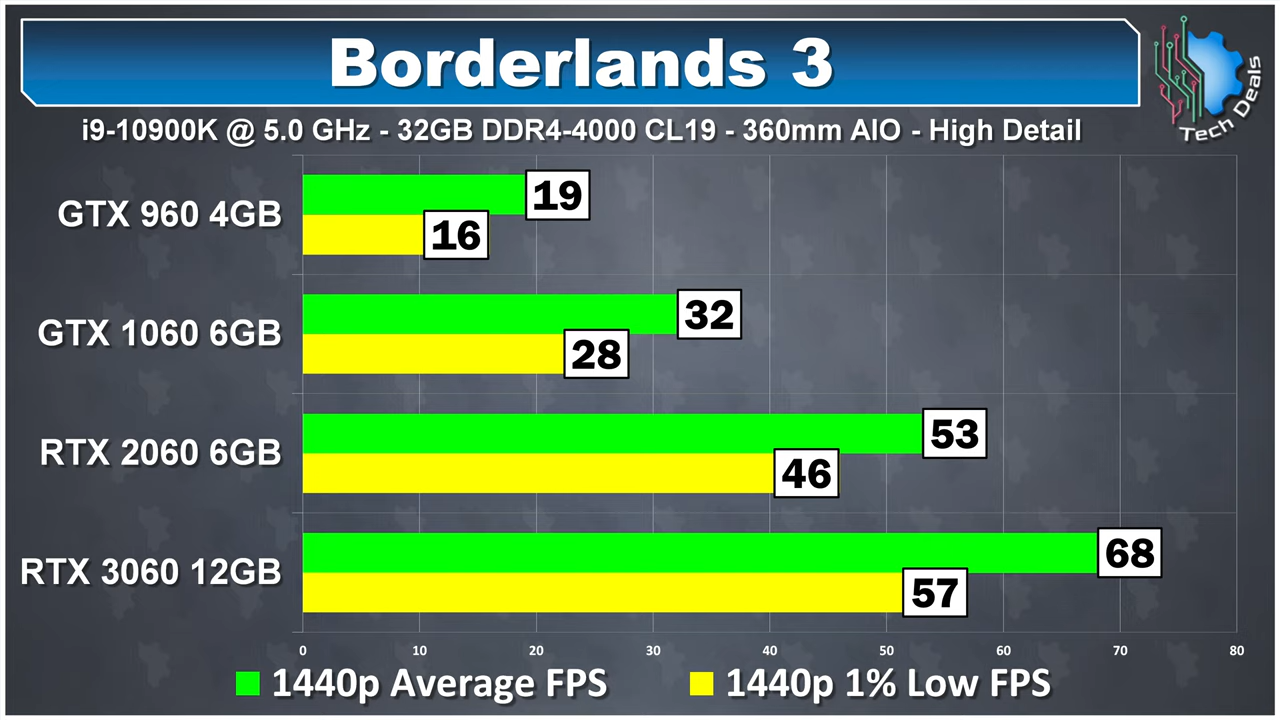 Borderlands 3
Tech Deals
i9-10900K @ 5.0 GHz - 32GB DDR4-4000 CL19 - 360mm AIO - High Detail
GTX 960 4GB
19
16
GTX 1060 6GB
32
28
RTX 2060 6GB
53
46
RTX 3060 12GB
68
57
0 10 20 30 40 50 60 70 80
1440p Average FPS 1440p 1% Low FPS